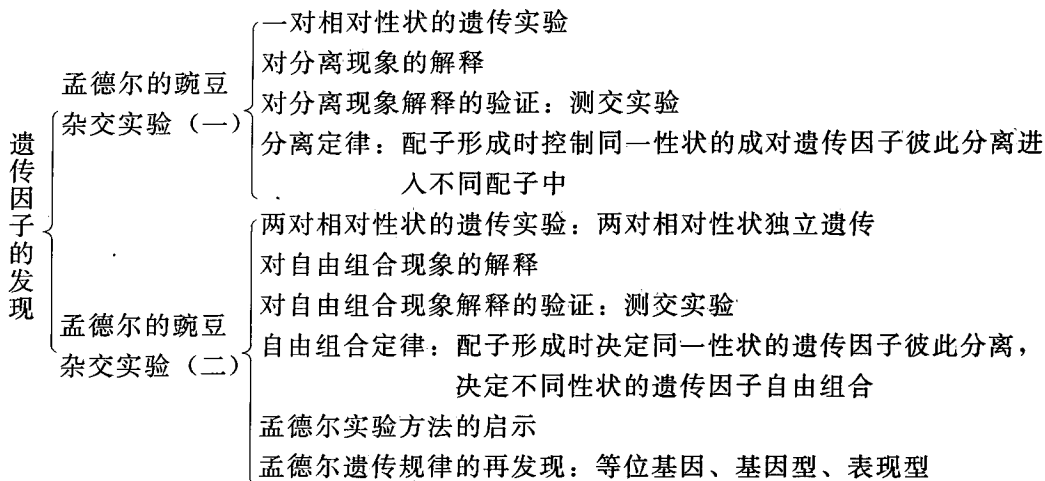 遗传因子的发现
孟德尔的豌豆
杂交实验（一）
一对相对性状的遗传实验
对分离现象的解释
对分离现象解释的验证：测交实验
分离定律：配子形成时控制同一性状的成对遗传因子彼此分离进
入不同配子中
孟德尔的豌豆
杂交实验（二）
两对相对性状的遗传实验：两对相对性状独立遗传
对自由组合现象的解释
对自由组合现象解释的验证：测交实验
自由组合定律：配子形成时决定同一性状的遗传因子彼此分离，
决定不同性状的遗传因子自由组合
孟德尔实验方法的启示
孟德尔遗传规律的再发现：等位基因、基因型、表现型